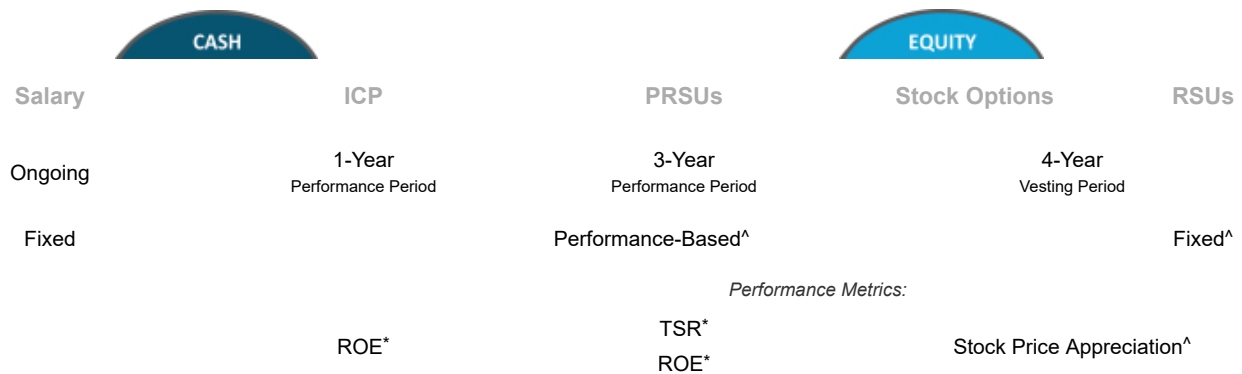 CASH EQUITY
Salary ICP PRSUs Stock Options RSUs
Ongoing 1-Year 3-Year 4-Year
Performance Period Performance Period Vesting Period
Fixed Performance-Based^ Fixed^
Performance Metrics:
ROE* TSR* Stock Price Appreciation^
ROE*